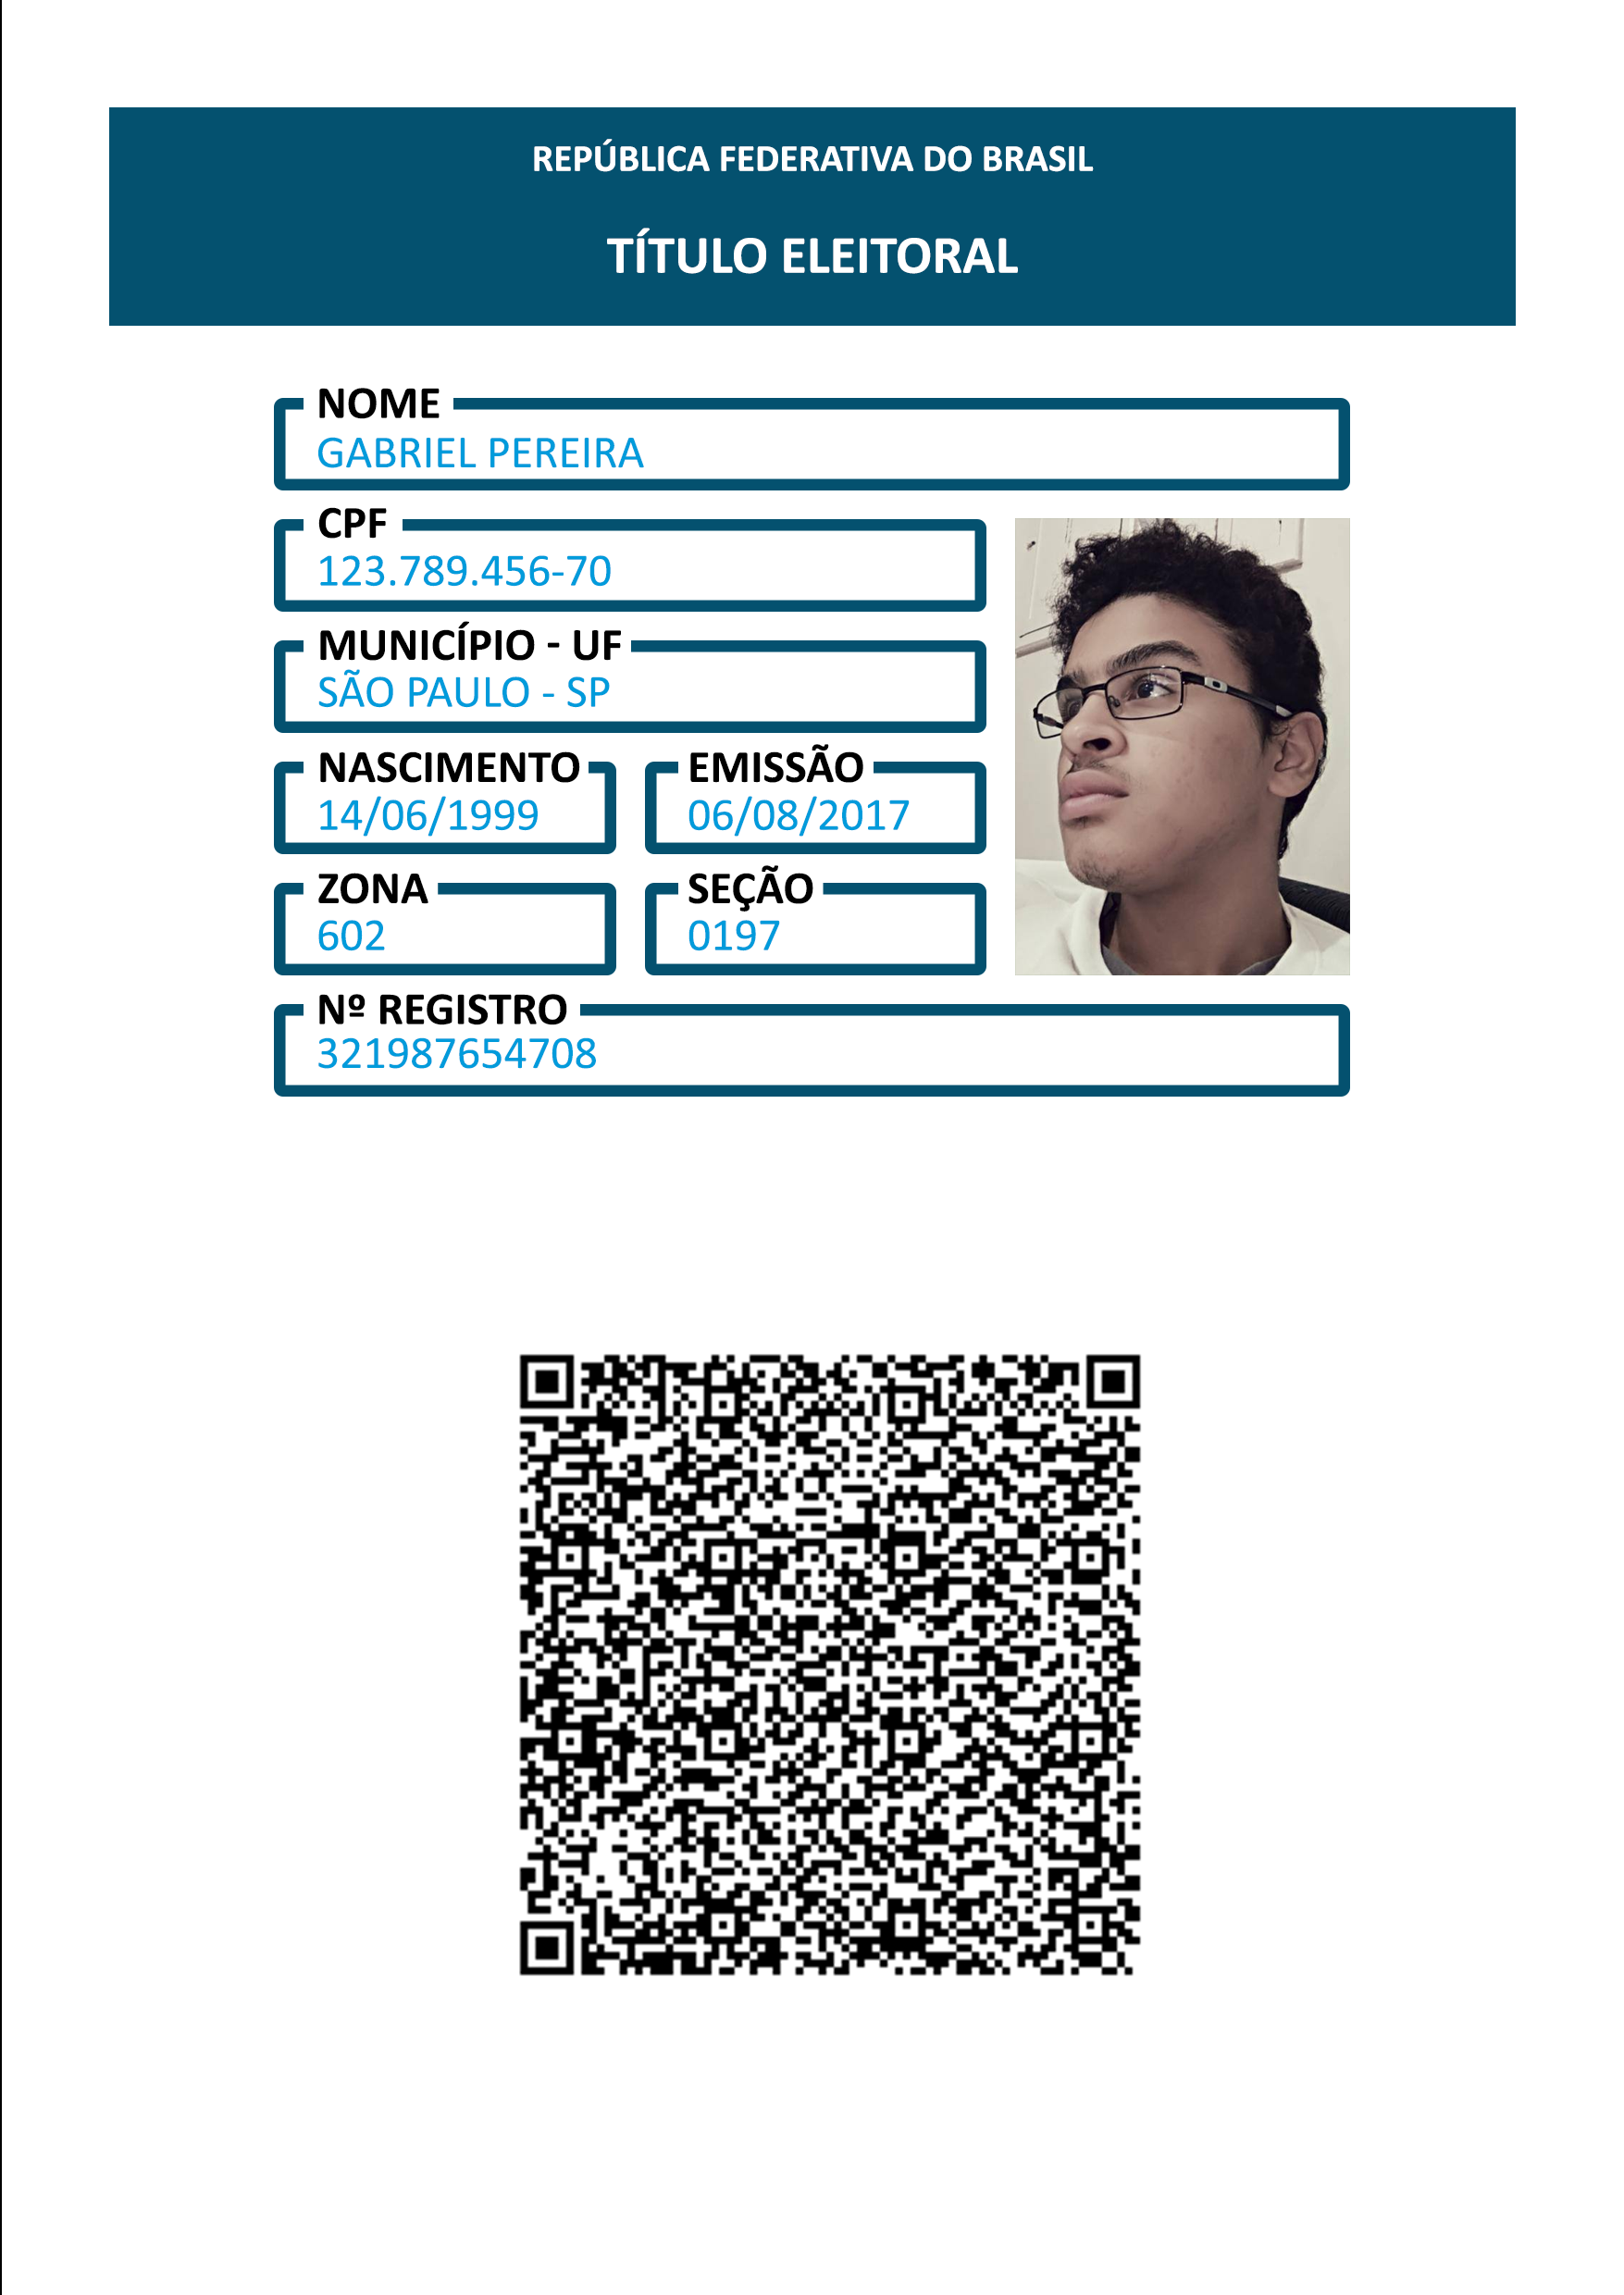 REPÚBLICA FEDERATIVA DO BRASIL
TÍTULO ELEITORAL
NOME
GABRIEL PEREIRA
CPF
123.789.456-70
MUNICÍPIO - UF
SÃO PAULO - SP
NASCIMENTO EMISSÃO
14/06/1999 06/08/2017
ZONA SEÇÃO
602 0197
Nº REGISTRO
321987654708